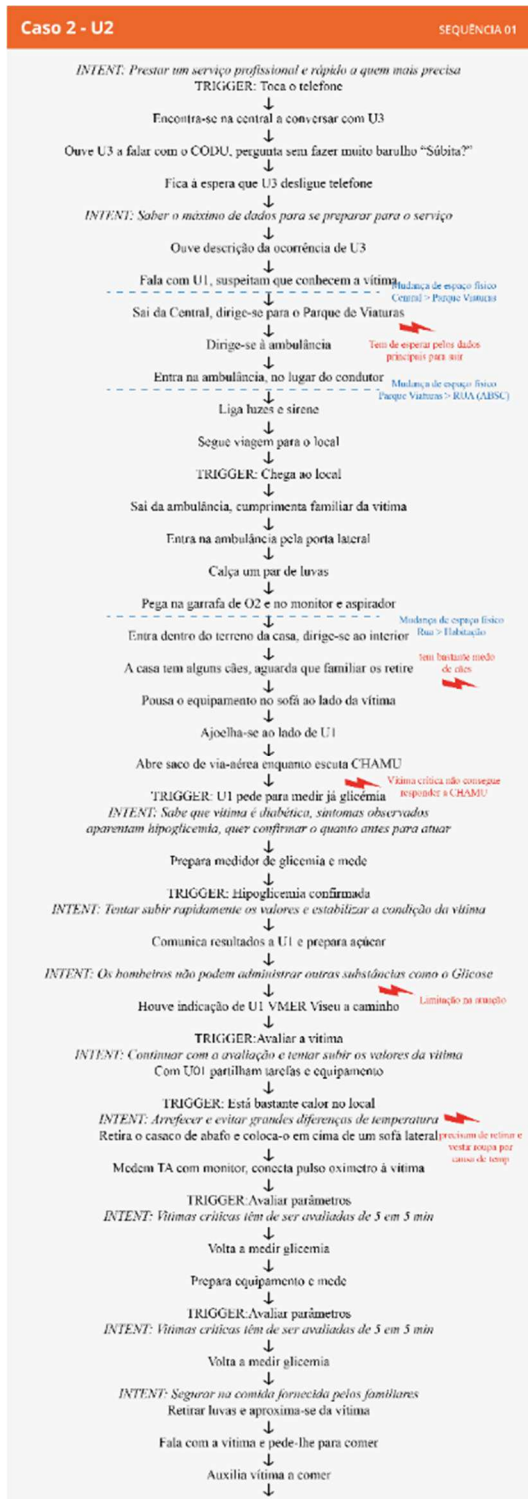 Caso 2 - U2
SEQUÊNCIA 01
INTENT: Prestar um serviço profissional e rápido a quem mais precisa
TRIGGER: Toca o telefone
Encontra-se na central a conversar com U3
Ouve U3 a falar com o CODU, pergunta sem fazer muito barulho “Súbita?”
Fica à espera que U3 desligue telefone
INTENT: Saber o máximo de dados para se preparar para o serviço
Ouve descrição da ocorrência de U3
Fala com U1, suspeitam que conhecem a vítima
Mudança de espaço físico
Central > Parque Viaturas
Sai da Central, dirige-se para o Parque de Viaturas
Dirige-se à ambulância
Tem de esperar pelos dados
principais para sair
Entra na ambulância, no lugar do condutor
Mudança de espaço físico
Parque Viaturas > RUA (ABSC)
Liga luzes e sirene
Segue viagem para o local
TRIGGER: Chega ao local
Sai da ambulância, cumprimenta familiar da vítima
Entra na ambulância pela porta lateral
Calça um par de luvas
Pega na garrafa de O2 e no monitor e aspirador
Mudança de espaço físico
Rua > Habitação
Entra dentro do terreno da casa, dirige-se ao interior
A casa tem alguns cães, aguarda que familiar os retire
tem bastante medo
de cães
Pousa o equipamento no sofá ao lado da vítima
Ajoelha-se ao lado de U1
Abre saco de via-aérea enquanto escuta CHAMU
Vítima crítica não consegue
responder a CHAMU
TRIGGER: U1 pede para medir já glicémia
INTENT: Sabe que vítima é diabética, sintomas observados
aparentam hipoglicemia, quer confirmar o quanto antes para atuar
Prepara medidor de glicemia e mede
TRIGGER: Hipoglicemia confirmada
INTENT: Tentar subir rapidamente os valores e estabilizar a condição da vítima
Comunica resultados a U1 e prepara açúcar
INTENT: Os bombeiros não podem administrar outras substâncias como o Glicose
Limitação na atuação
Houve indicação de U1 VMER Viseu a caminho
TRIGGER:Avaliar a vítima
INTENT: Continuar com a avaliação e tentar subir os valores da vítima
Com U01 partilham tarefas e equipamento
TRIGGER: Está bastante calor no local
INTENT: Arrefecer e evitar grandes diferenças de temperatura
Retira o casaco de abafo e coloca-o em cima de um sofá lateral
precisam de retirar e
vestir roupa por
causa de temp
Medem TA com monitor, conecta pulso oximetro à vítima
TRIGGER:Avaliar parâmetros
INTENT: Vítimas críticas têm de ser avaliadas de 5 em 5 min
Volta a medir glicemia
Prepara equipamento e mede
TRIGGER:Avaliar parâmetros
INTENT: Vítimas críticas têm de ser avaliadas de 5 em 5 min
Volta a medir glicemia
INTENT: Segurar na comida fornecida pelos familiares
Retirar luvas e aproxima-se da vítima
Fala com a vítima e pede-lhe para comer
Auxilia vítima a comer